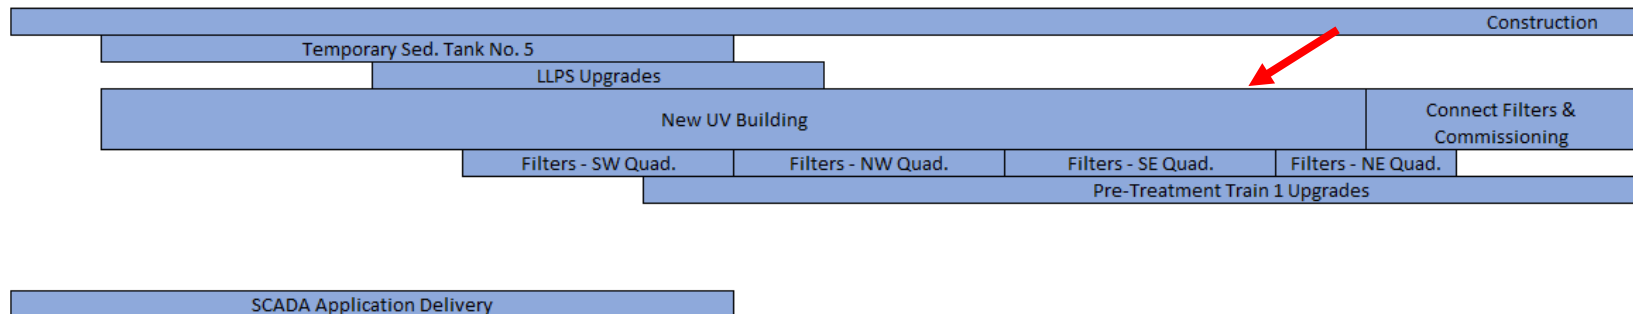 Construction
Temporary Sed. Tank No. 5
LLPS Upgrades
New UV Building
Connect Filters &
Commissioning
Filters - SW Quad.
Filters - NW Quad.
Filters - SE Quad.
Filters - NE Quad.
Pre-Treatment Train 1 Upgrades
SCADA Application Delivery